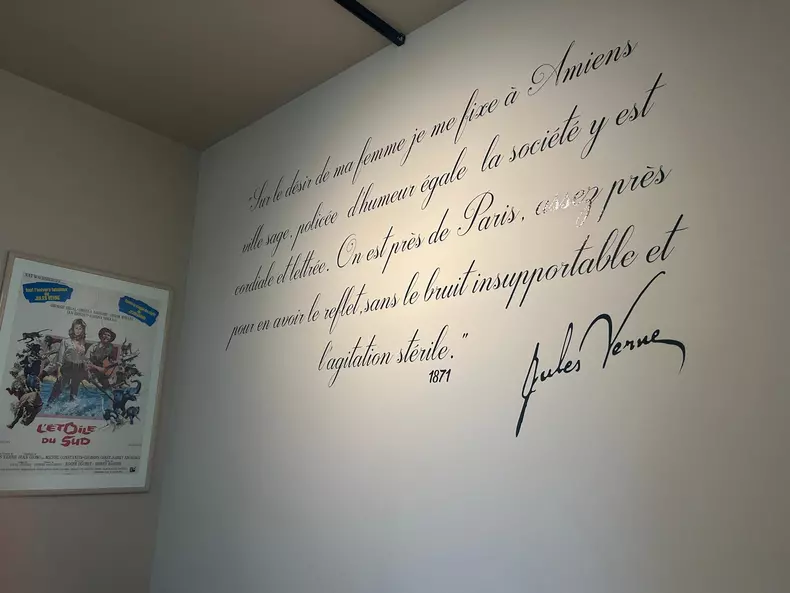 "Sur le désir de ma femme je me fixe à Amiens
ville sage, policée d'humeur égale la société y est
cordiale et lettrée. On est près de Paris, assez près
pour en avoir le reflet, sans le bruit insupportable et
l'agitation stérile."
1871
Jules Verne
L'ETOILE
DU SUD